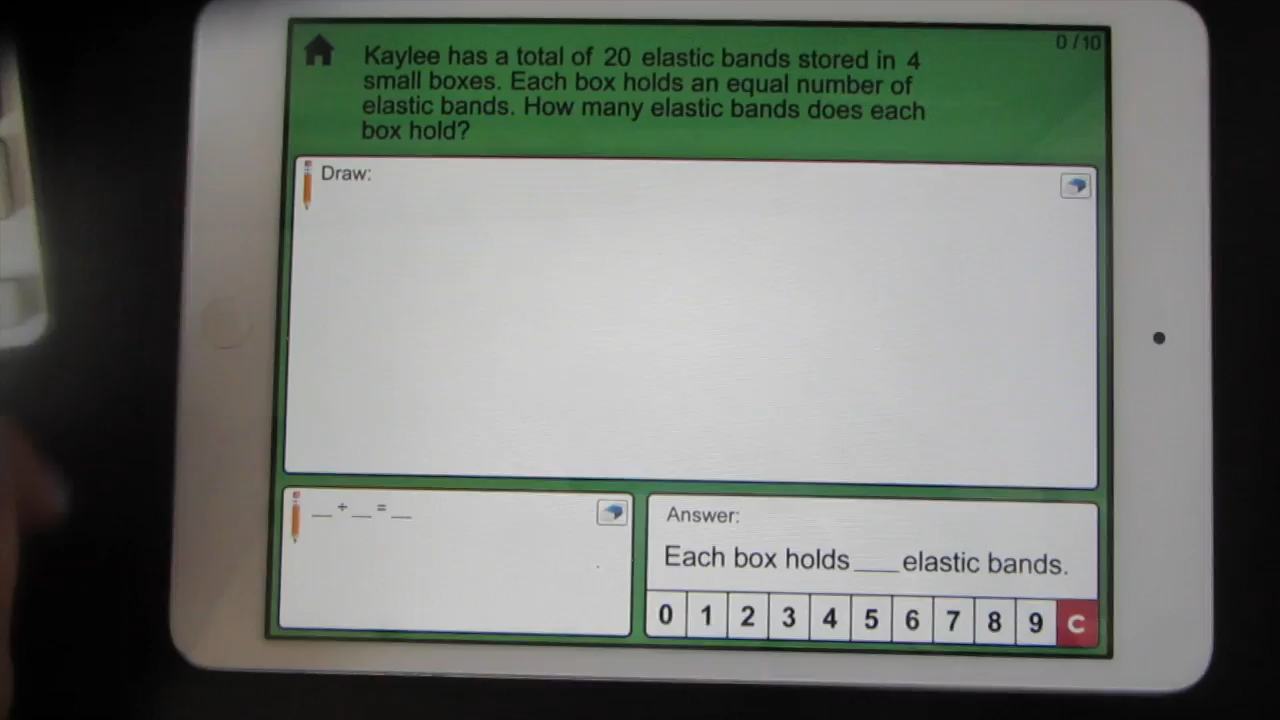 0 / 10
Kaylee has a total of 20 elastic bands stored in 4
small boxes. Each box holds an equal number of
elastic bands. How many elastic bands does each
box hold?
Draw:
__ ÷ __ = __
Answer:
Each box holds ___ elastic bands.
0 1 2 3 4 5 6 7 8 9 C